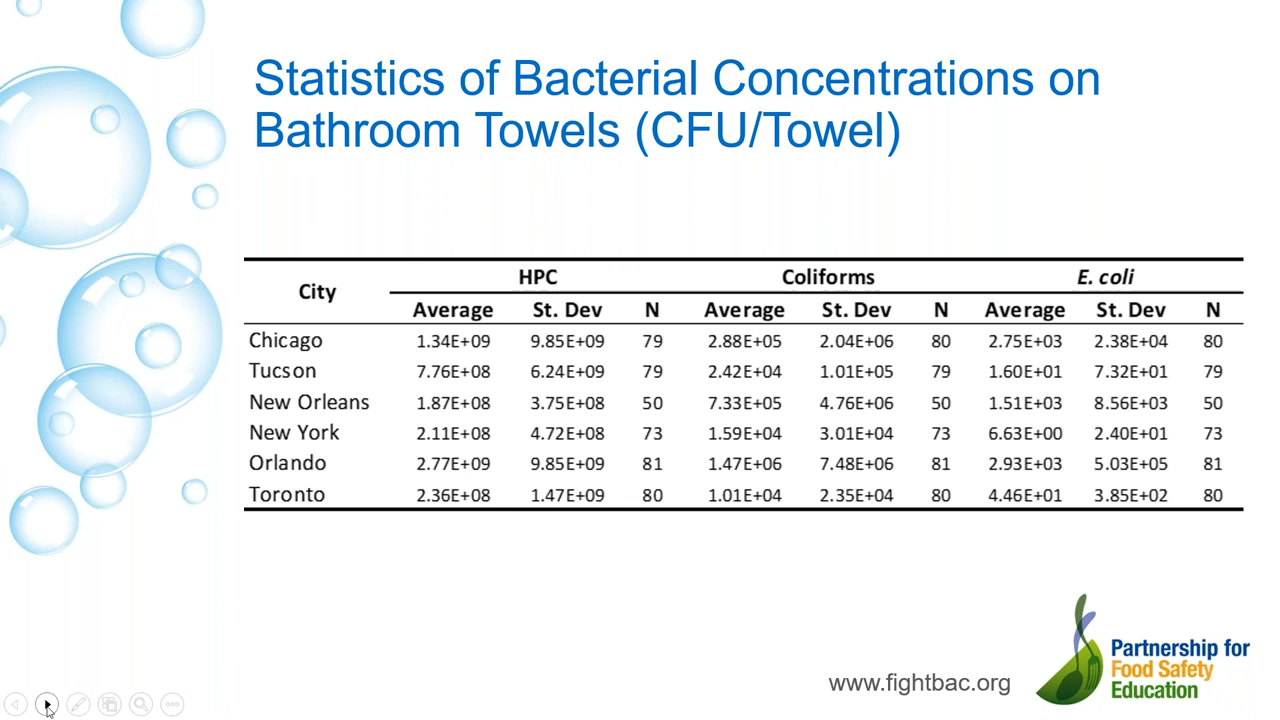 Statistics of Bacterial Concentrations on
Bathroom Towels (CFU/Towel)
City HPC Coliforms E. coli
Average St. Dev N Average St. Dev N Average St. Dev N
Chicago 1.34E+09 9.85E+09 79 2.88E+05 2.04E+06 80 2.75E+03 2.38E+04 80
Tucson 7.76E+08 6.24E+09 79 2.42E+04 1.01E+05 79 1.60E+01 7.32E+01 79
New Orleans 1.87E+08 3.75E+08 50 7.33E+05 4.76E+06 50 1.51E+03 8.56E+03 50
New York 2.11E+08 4.72E+08 73 1.59E+04 3.01E+04 73 6.63E+00 2.40E+01 73
Orlando 2.77E+09 9.85E+09 81 1.47E+06 7.48E+06 81 2.93E+03 5.03E+05 81
Toronto 2.36E+08 1.47E+09 80 1.01E+04 2.35E+04 80 4.46E+01 3.85E+02 80
www.fightbac.org
Partnership for
Food Safety
Education